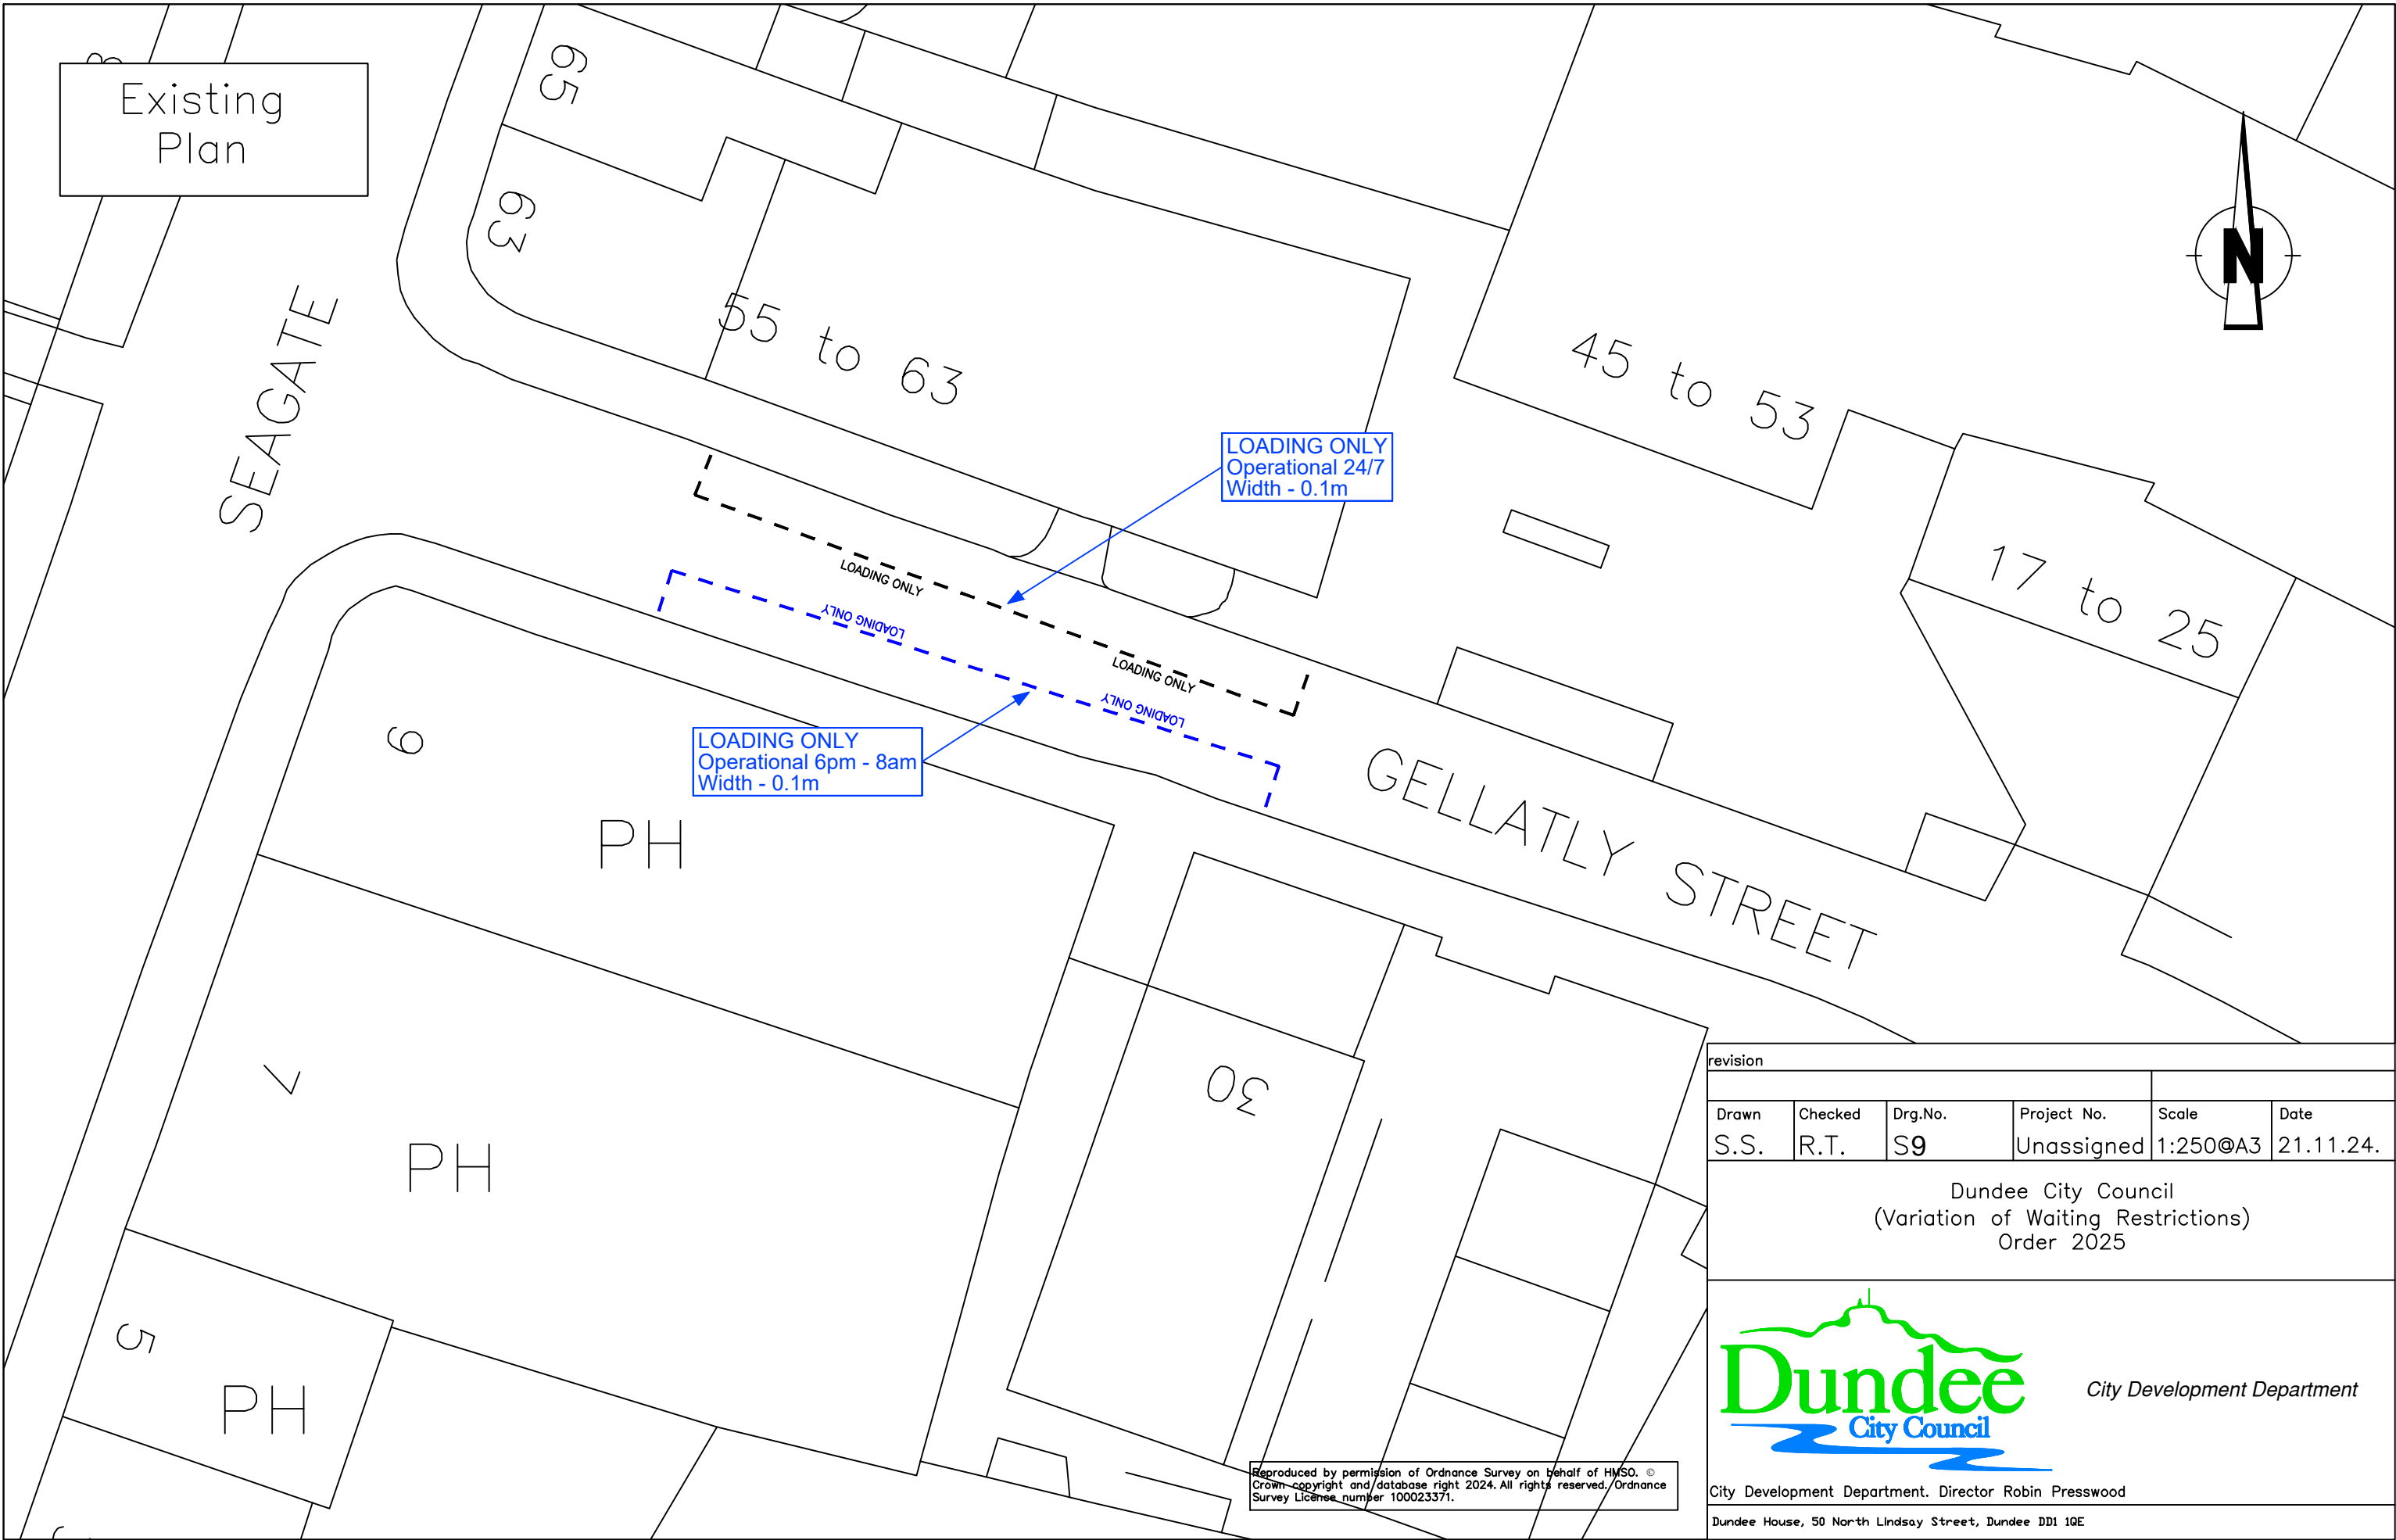 Existing
Plan
65
63
55 to 63
45 to 53
17 to 25
SEAGATE
N
LOADING ONLY
Operational 24/7
Width - 0.1m
LOADING ONLY
LOADING ONLY
LOADING ONLY
LOADING ONLY
LOADING ONLY
Operational 6pm - 8am
Width - 0.1m
GELLATLY STREET
9
PH
7
PH
5
PH
30
revision
Drawn Checked Drg.No. Project No. Scale Date
S.S. R.T. S9 Unassigned 1:250@A3 21.11.24.
Dundee City Council
(Variation of Waiting Restrictions)
Order 2025
Dundee
City Council
City Development Department
City Development Department. Director Robin Presswood
Dundee House, 50 North Lindsay Street, Dundee DD1 1QE
Reproduced by permission of Ordnance Survey on behalf of HMSO. ©
Crown copyright and database right 2024. All rights reserved. Ordnance
Survey Licence number 100023371.